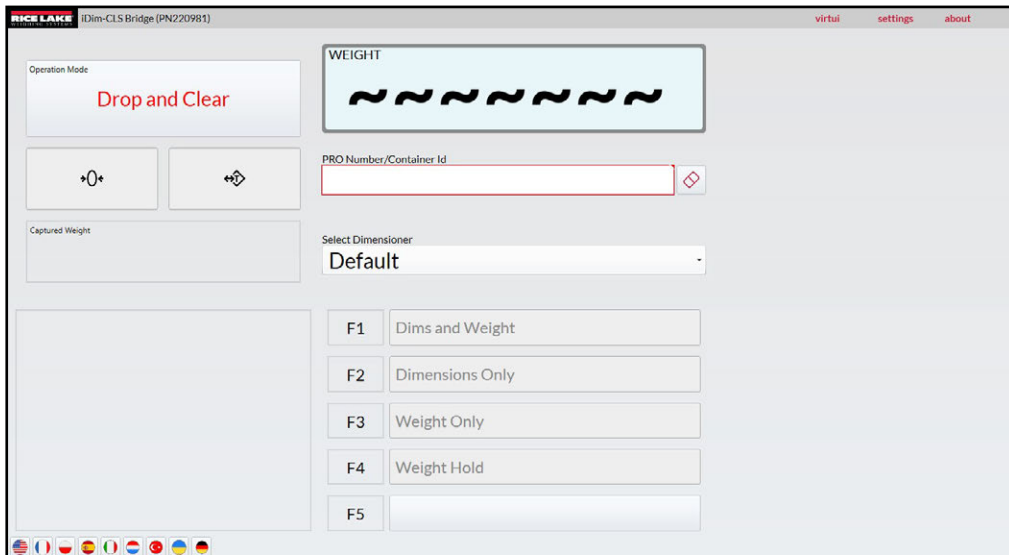 RICE LAKE iDim-CLS Bridge (PN220981) virtui settings about
WEIGHING SYSTEMS
Operation Mode
Drop and Clear
WEIGHT
~~~~~~~
→0←
↔T
PRO Number/Container Id
Captured Weight
Select Dimensioner
Default
F1 Dims and Weight
F2 Dimensions Only
F3 Weight Only
F4 Weight Hold
F5